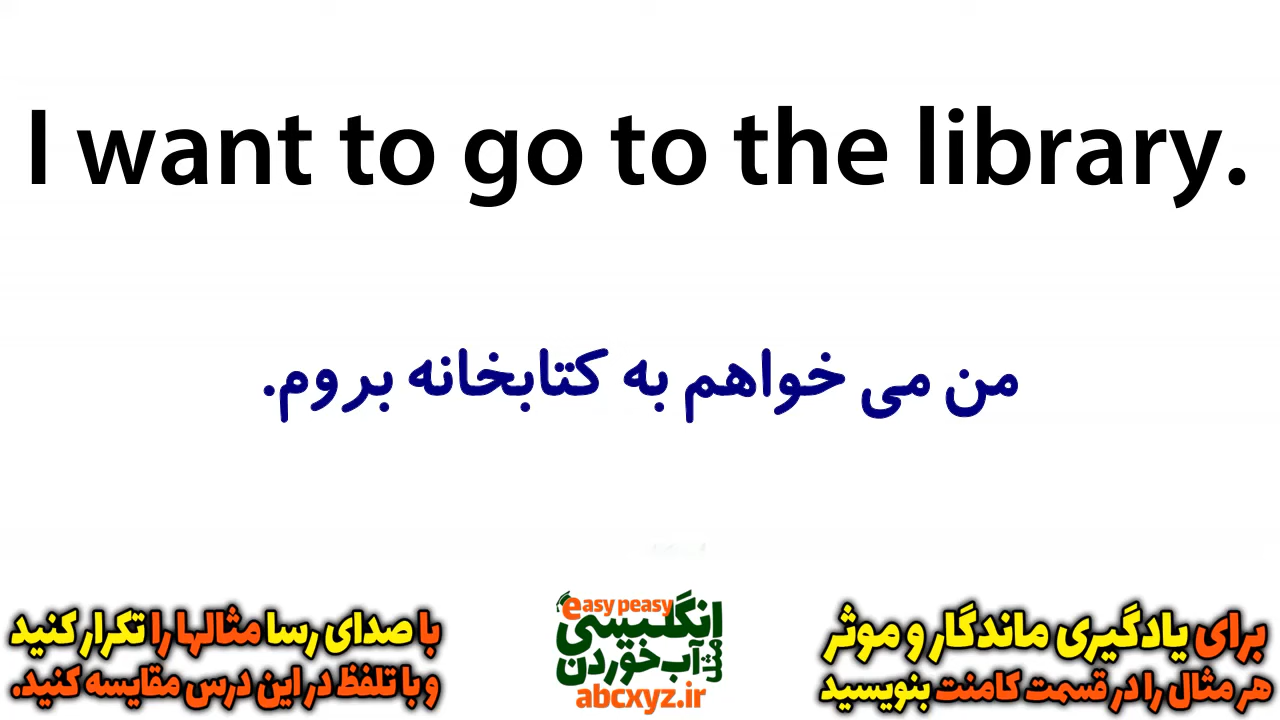 I want to go to the library.
من می خواهم به کتابخانه بروم.
برای یادگیری ماندگار و موثر
هر مثال را در قسمت کامنت بنویسید
easy peasy
انگلیسی
مثل آب خوردن
abcxyz.ir
با صدای رسا مثالها را تکرار کنید
و با تلفظ در این درس مقایسه کنید.